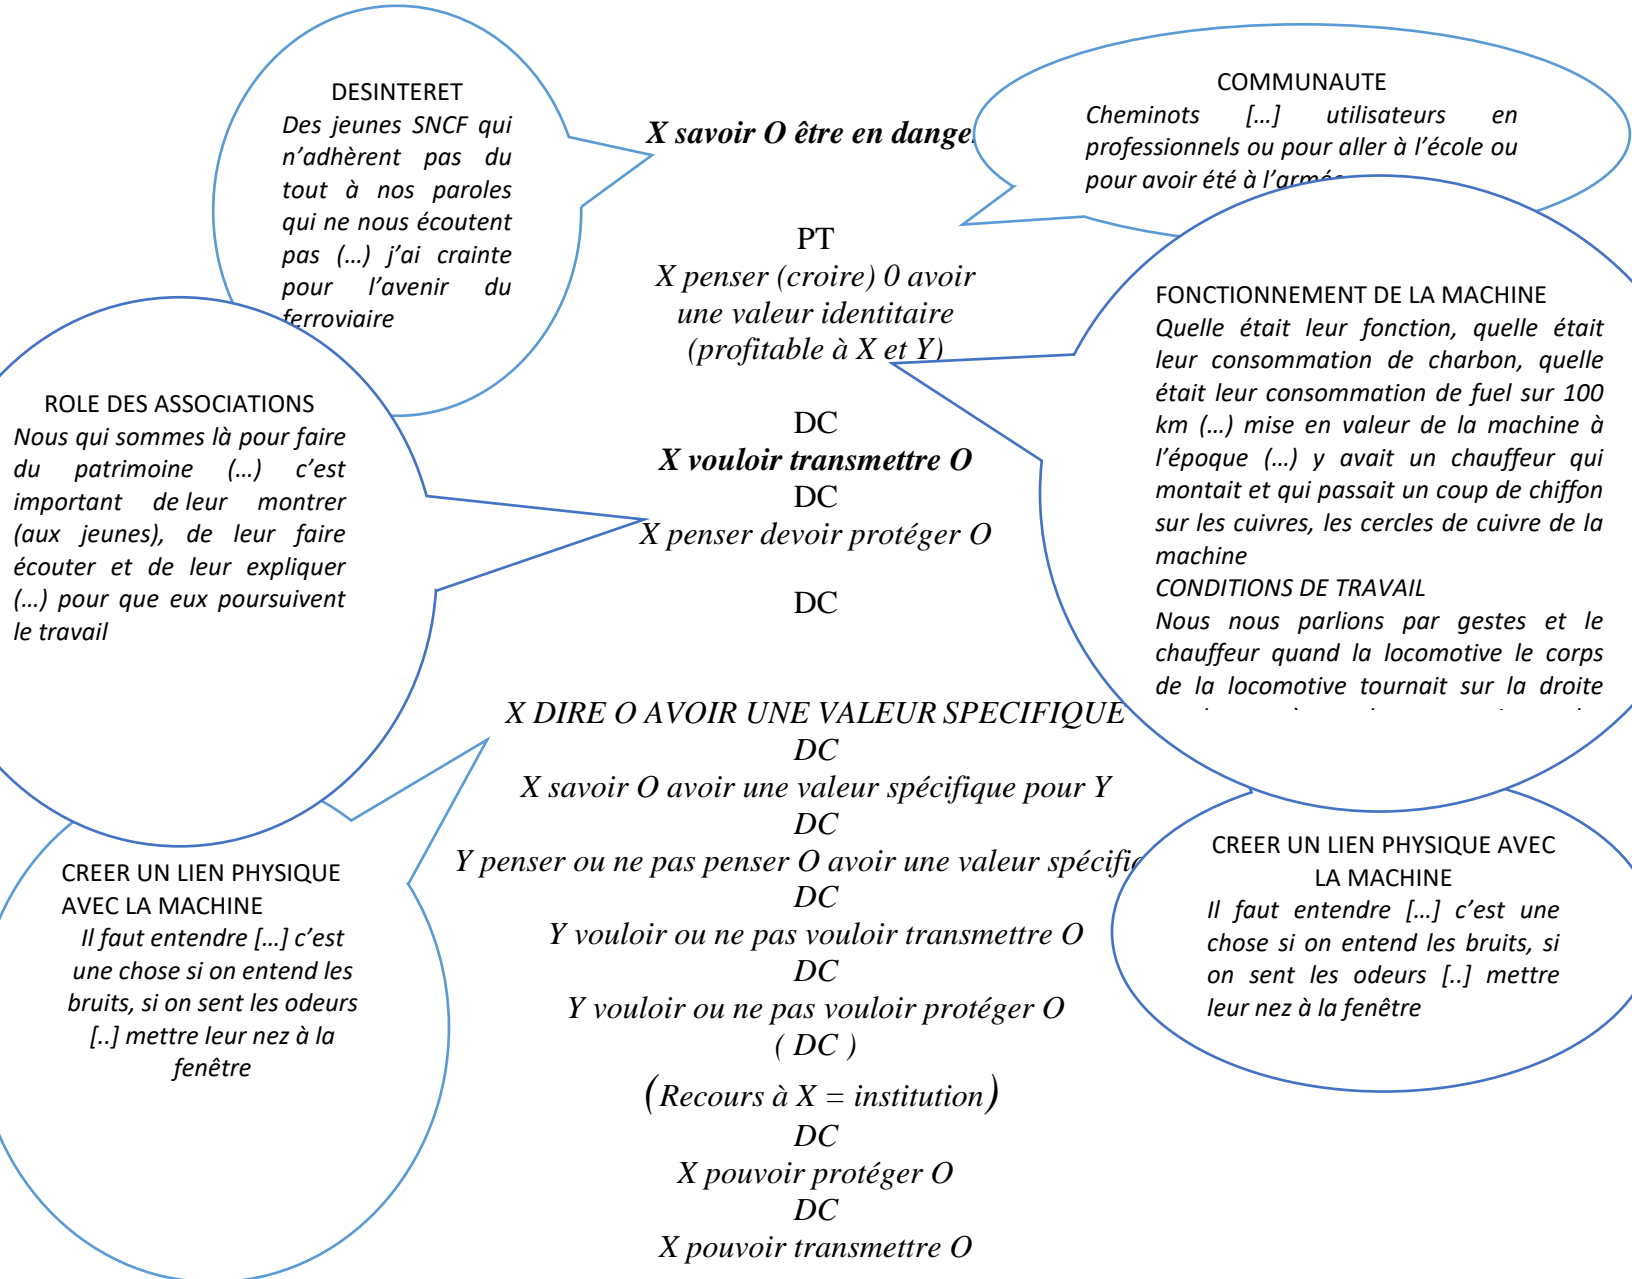 DESINTERET
Des jeunes SNCF qui
n’adhèrent pas du
tout à nos paroles
qui ne nous écoutent
pas (…) j’ai crainte
pour l’avenir du
ferroviaire
COMMUNAUTE
Cheminots […] utilisateurs en
professionnels ou pour aller à l’école ou
pour avoir été à l’armée
X savoir O être en danger
PT
X penser (croire) 0 avoir
une valeur identitaire
(profitable à X et Y)
DC
X vouloir transmettre O
DC
X penser devoir protéger O
DC
ROLE DES ASSOCIATIONS
Nous qui sommes là pour faire
du patrimoine (…) c’est
important de leur montrer
(aux jeunes), de leur faire
écouter et de leur expliquer
(…) pour que eux poursuivent
le travail
FONCTIONNEMENT DE LA MACHINE
Quelle était leur fonction, quelle était
leur consommation de charbon, quelle
était leur consommation de fuel sur 100
km (…) mise en valeur de la machine à
l’époque (…) y avait un chauffeur qui
montait et qui passait un coup de chiffon
sur les cuivres, les cercles de cuivre de la
machine
CONDITIONS DE TRAVAIL
Nous nous parlions par gestes et le
chauffeur quand la locomotive le corps
de la locomotive tournait sur la droite
X DIRE O AVOIR UNE VALEUR SPECIFIQUE
DC
X savoir O avoir une valeur spécifique pour Y
DC
Y penser ou ne pas penser O avoir une valeur
DC
Y vouloir ou ne pas vouloir transmettre O
DC
Y vouloir ou ne pas vouloir protéger O
( DC )
(Recours à X = institution)
DC
X pouvoir protéger O
DC
X pouvoir transmettre O
CREER UN LIEN PHYSIQUE
AVEC LA MACHINE
Il faut entendre […] c’est
une chose si on entend les
bruits, si on sent les odeurs
[..] mettre leur nez à la
fenêtre
CREER UN LIEN PHYSIQUE AVEC
LA MACHINE
Il faut entendre […] c’est une
chose si on entend les bruits, si
on sent les odeurs [..] mettre
leur nez à la fenêtre